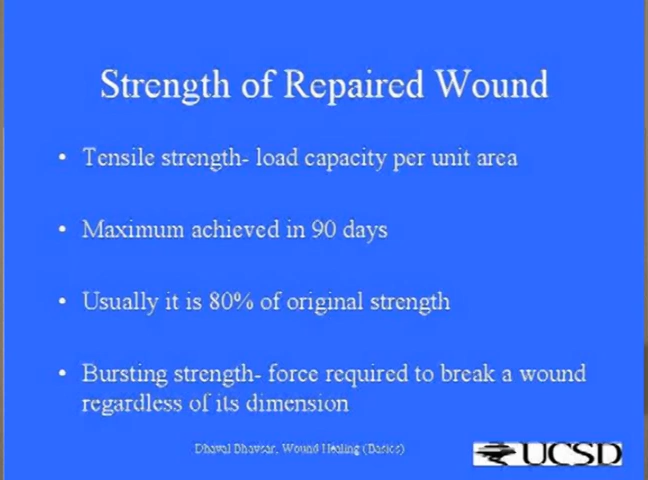 Strength of Repaired Wound
• Tensile strength- load capacity per unit area
• Maximum achieved in 90 days
• Usually it is 80% of original strength
• Bursting strength- force required to break a wound
regardless of its dimension
Dhaval Bhavsar, Wound Healing (Basics)
UCSD